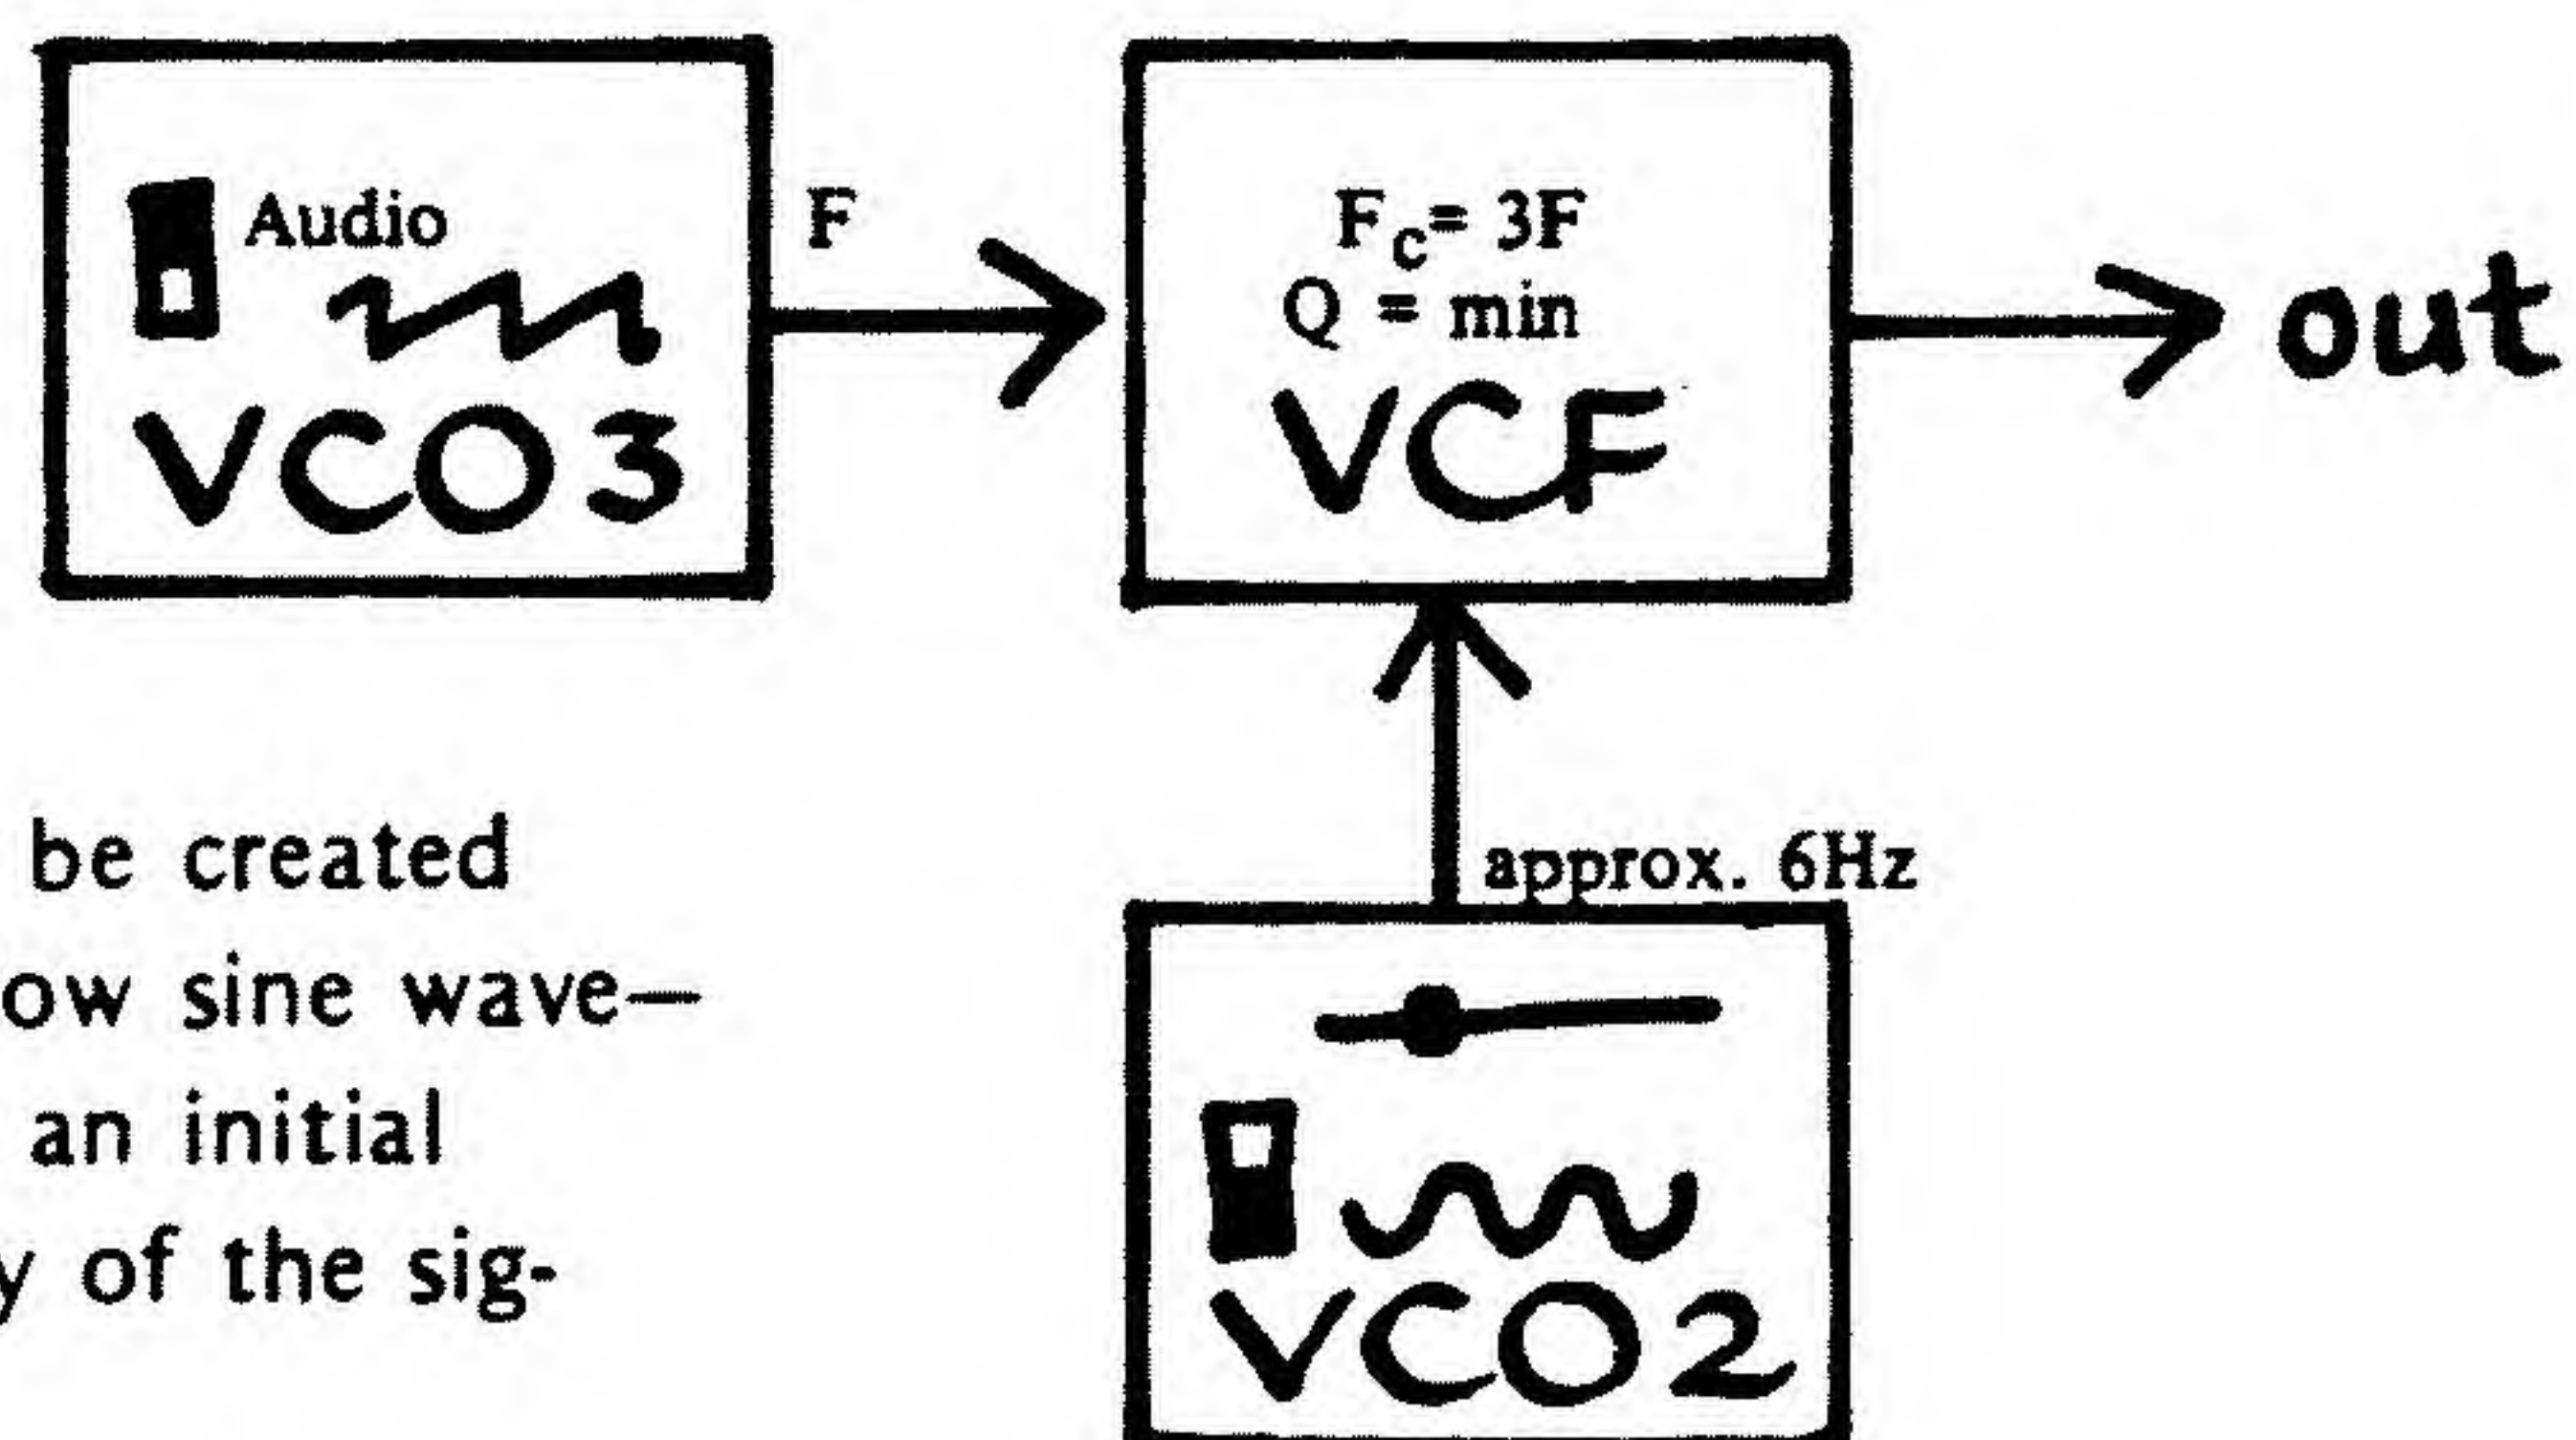 Audio
VCO3
F
Fc= 3F
Q = min
VCF
out
approx. 6Hz
VCO2
be created
sine wave—
an initial
of the sig-